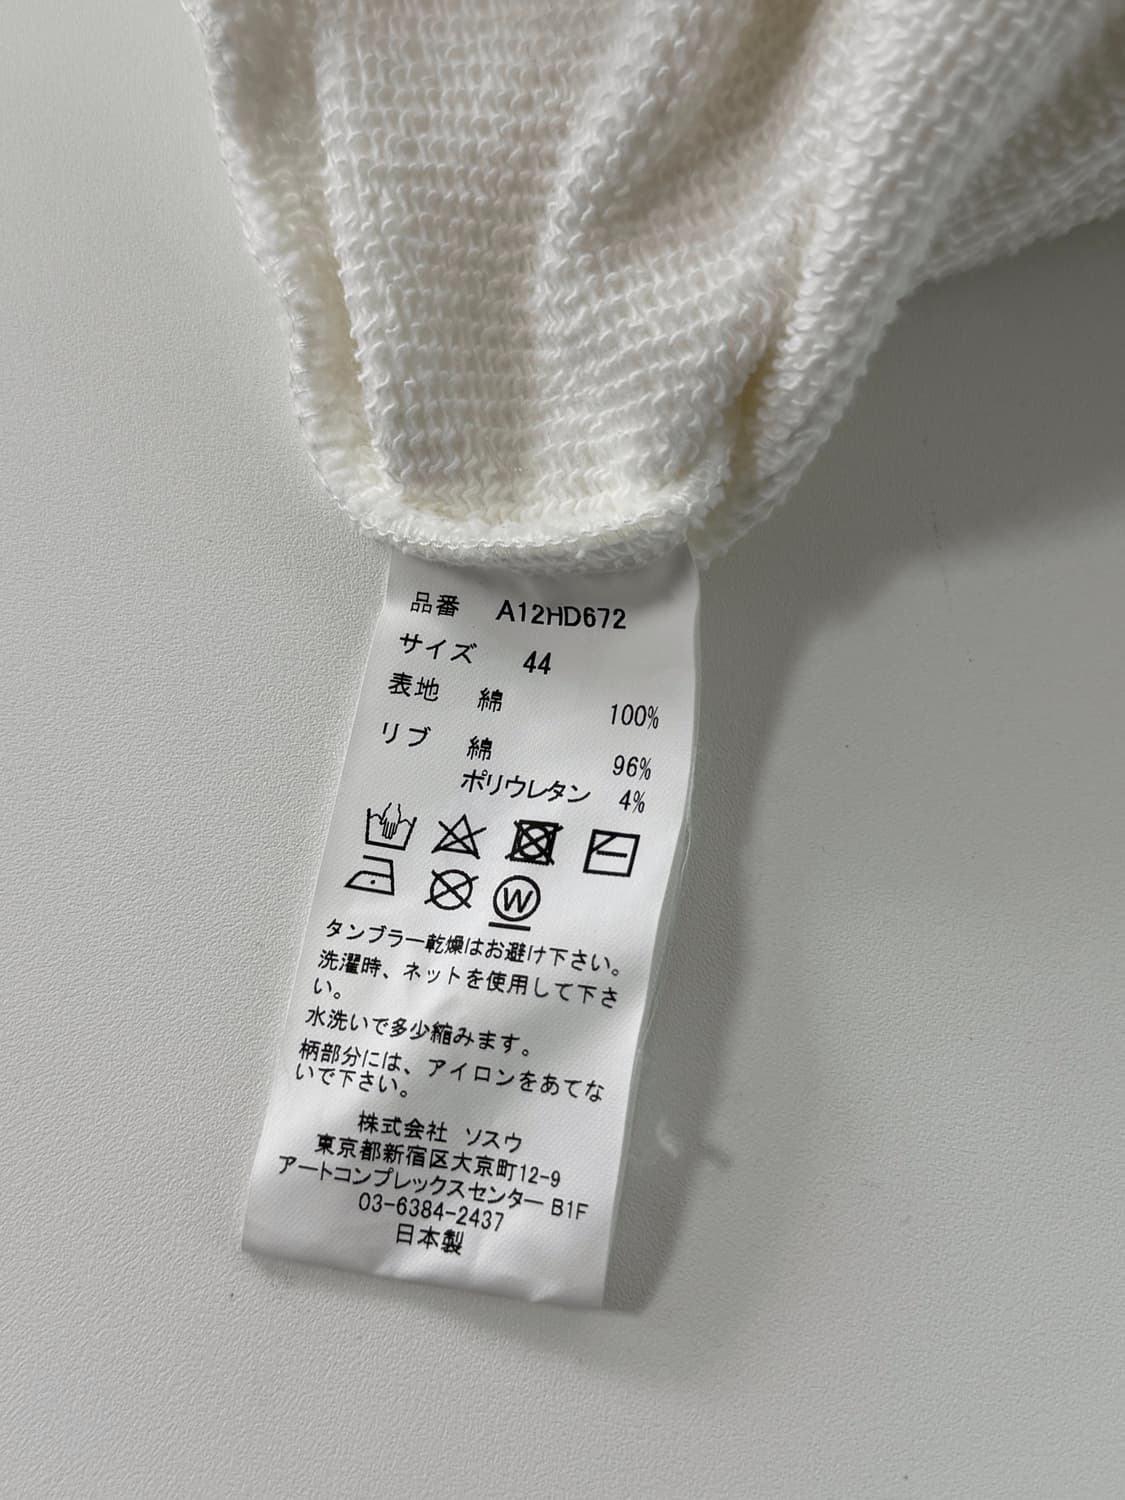 品番 A12HD672
サイズ 44
表地 綿 100%
リブ 綿 96%
ポリウレタン 4%
W
タンブラー乾燥はお避け下さい。
洗濯時、ネットを使用して下さ
い。
水洗いで多少縮みます。
柄部分には、アイロンをあてな
いで下さい。
株式会社 ソスウ
東京都新宿区大京町12-9
アートコンプレックスセンター B1F
03-6384-2437
日本製